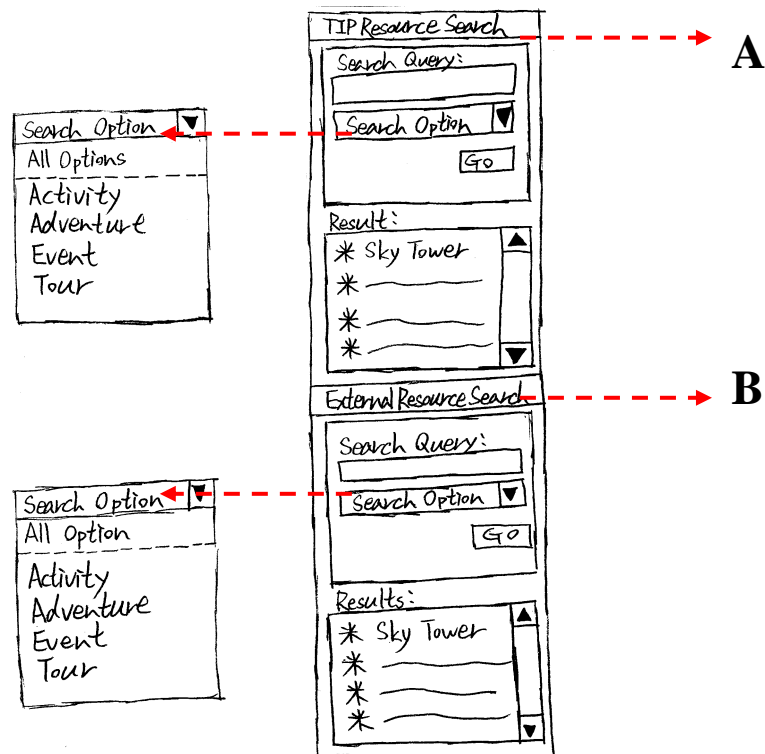 TIP Resource Search
A
Search Query:
Search Option
Go
Search Option
All Options
Activity
Adventure
Event
Tour
Result:
Sky Tower
External Resource Search
B
Search Query:
Search Option
Go
Search Option
All Option
Activity
Adventure
Event
Tour
Results:
Sky Tower